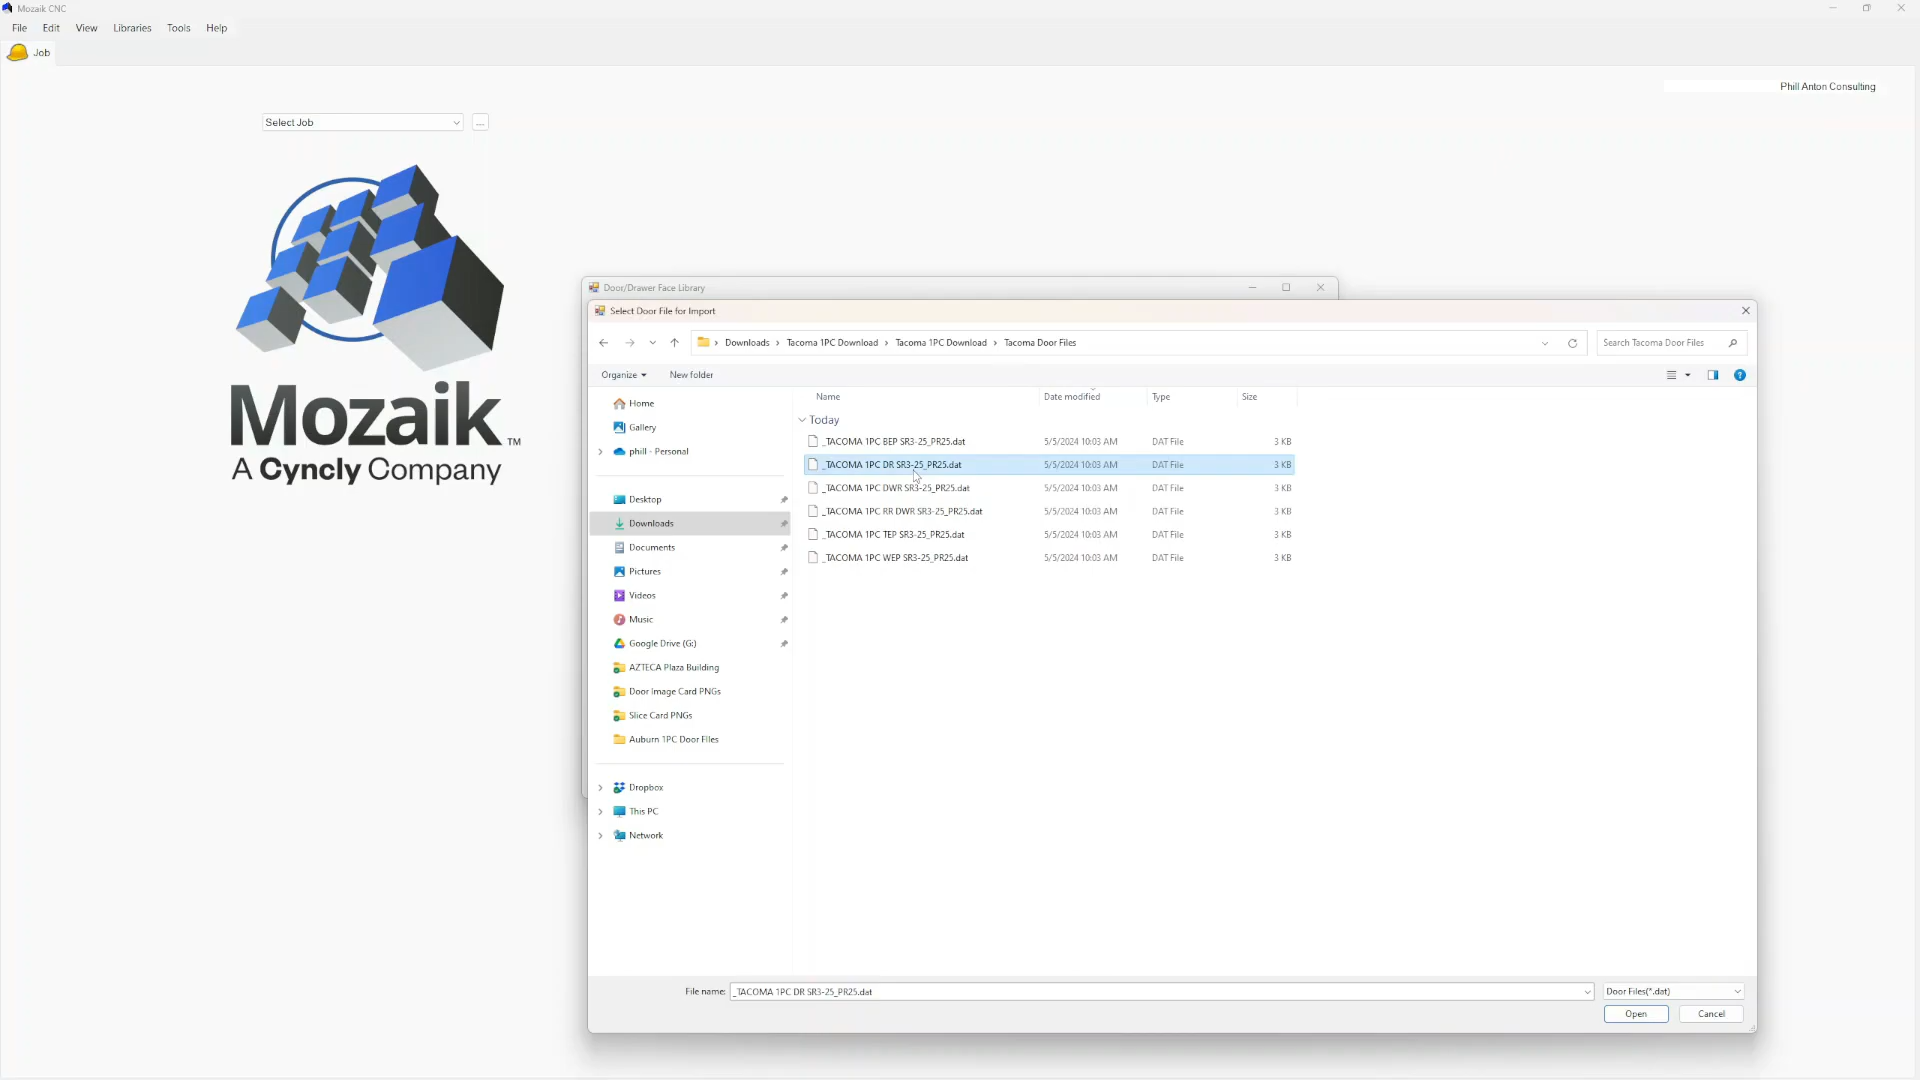 Mozaik CNC
File Edit View Libraries Tools Help
Job
Phill Anton Consulting
Select Job
...
Mozaik™
A Cyncly Company
Door/Drawer Face Library
Select Door File for Import
Downloads › Tacoma 1PC Download › Tacoma 1PC Download › Tacoma Door Files
Search Tacoma Door Files
Organize New folder
Name Date modified Type Size
Today
_TACOMA 1PC BEP SR3-25_PR25.dat 5/5/2024 10:03 AM DAT File 3 KB
_TACOMA 1PC DR SR3-25_PR25.dat 5/5/2024 10:03 AM DAT File 3 KB
_TACOMA 1PC DWR SR3-25_PR25.dat 5/5/2024 10:03 AM DAT File 3 KB
_TACOMA 1PC RR DWR SR3-25_PR25.dat 5/5/2024 10:03 AM DAT File 3 KB
_TACOMA 1PC TEP SR3-25_PR25.dat 5/5/2024 10:03 AM DAT File 3 KB
_TACOMA 1PC WEP SR3-25_PR25.dat 5/5/2024 10:03 AM DAT File 3 KB
Home
Gallery
phill - Personal
Desktop
Downloads
Documents
Pictures
Videos
Music
Google Drive (G:)
AZTECA Plaza Building
Door Image Card PNGs
Slice Card PNGs
Auburn 1PC Door FIles
Dropbox
This PC
Network
File name: _TACOMA 1PC DR SR3-25_PR25.dat Door Files(*.dat)
Open Cancel